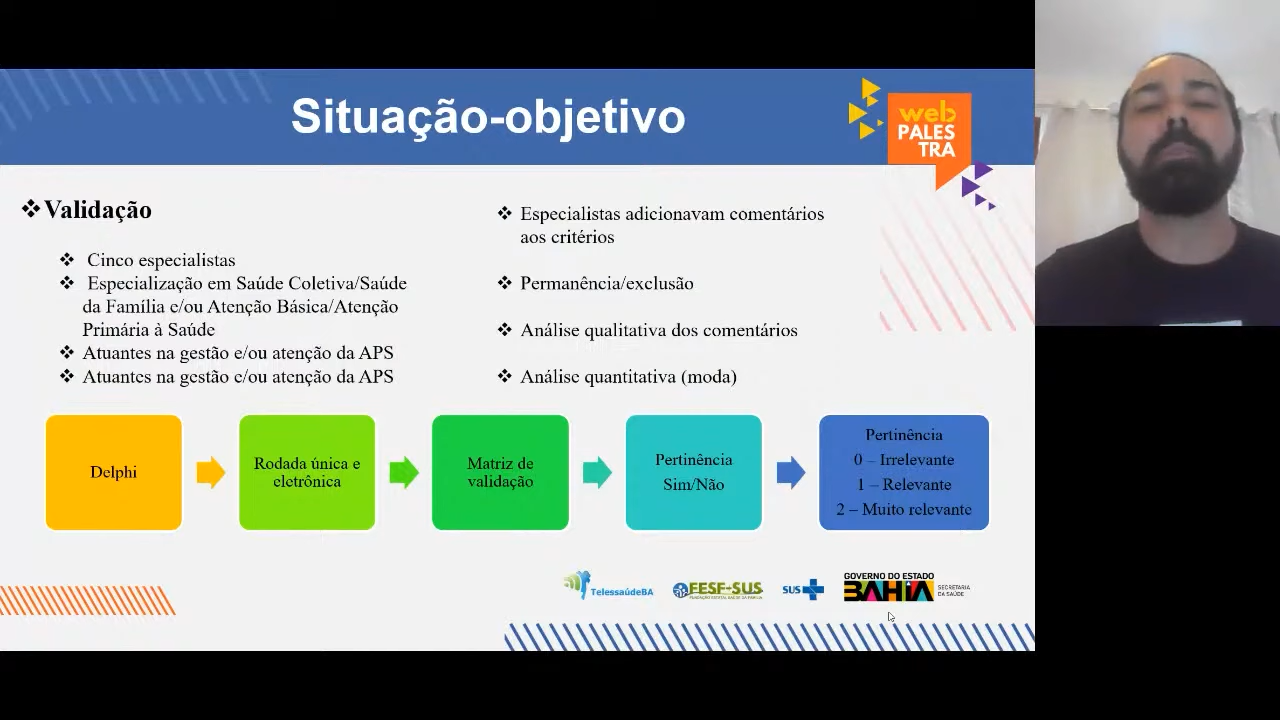 Situação-objetivo
web
PALES
TRA
❖Validação
❖ Cinco especialistas
❖ Especialização em Saúde Coletiva/Saúde
da Família e/ou Atenção Básica/Atenção
Primária à Saúde
❖ Atuantes na gestão e/ou atenção da APS
❖ Atuantes na gestão e/ou atenção da APS
❖ Especialistas adicionavam comentários
aos critérios
❖ Permanência/exclusão
❖ Análise qualitativa dos comentários
❖ Análise quantitativa (moda)
Delphi
Rodada única e
eletrônica
Matriz de
validação
Pertinência
Sim/Não
Pertinência
0 – Irrelevante
1 – Relevante
2 – Muito relevante
TelessaúdeBA
FESF-SUS
SUS
GOVERNO DO ESTADO
BAHIA
SECRETARIA
DA SAÚDE